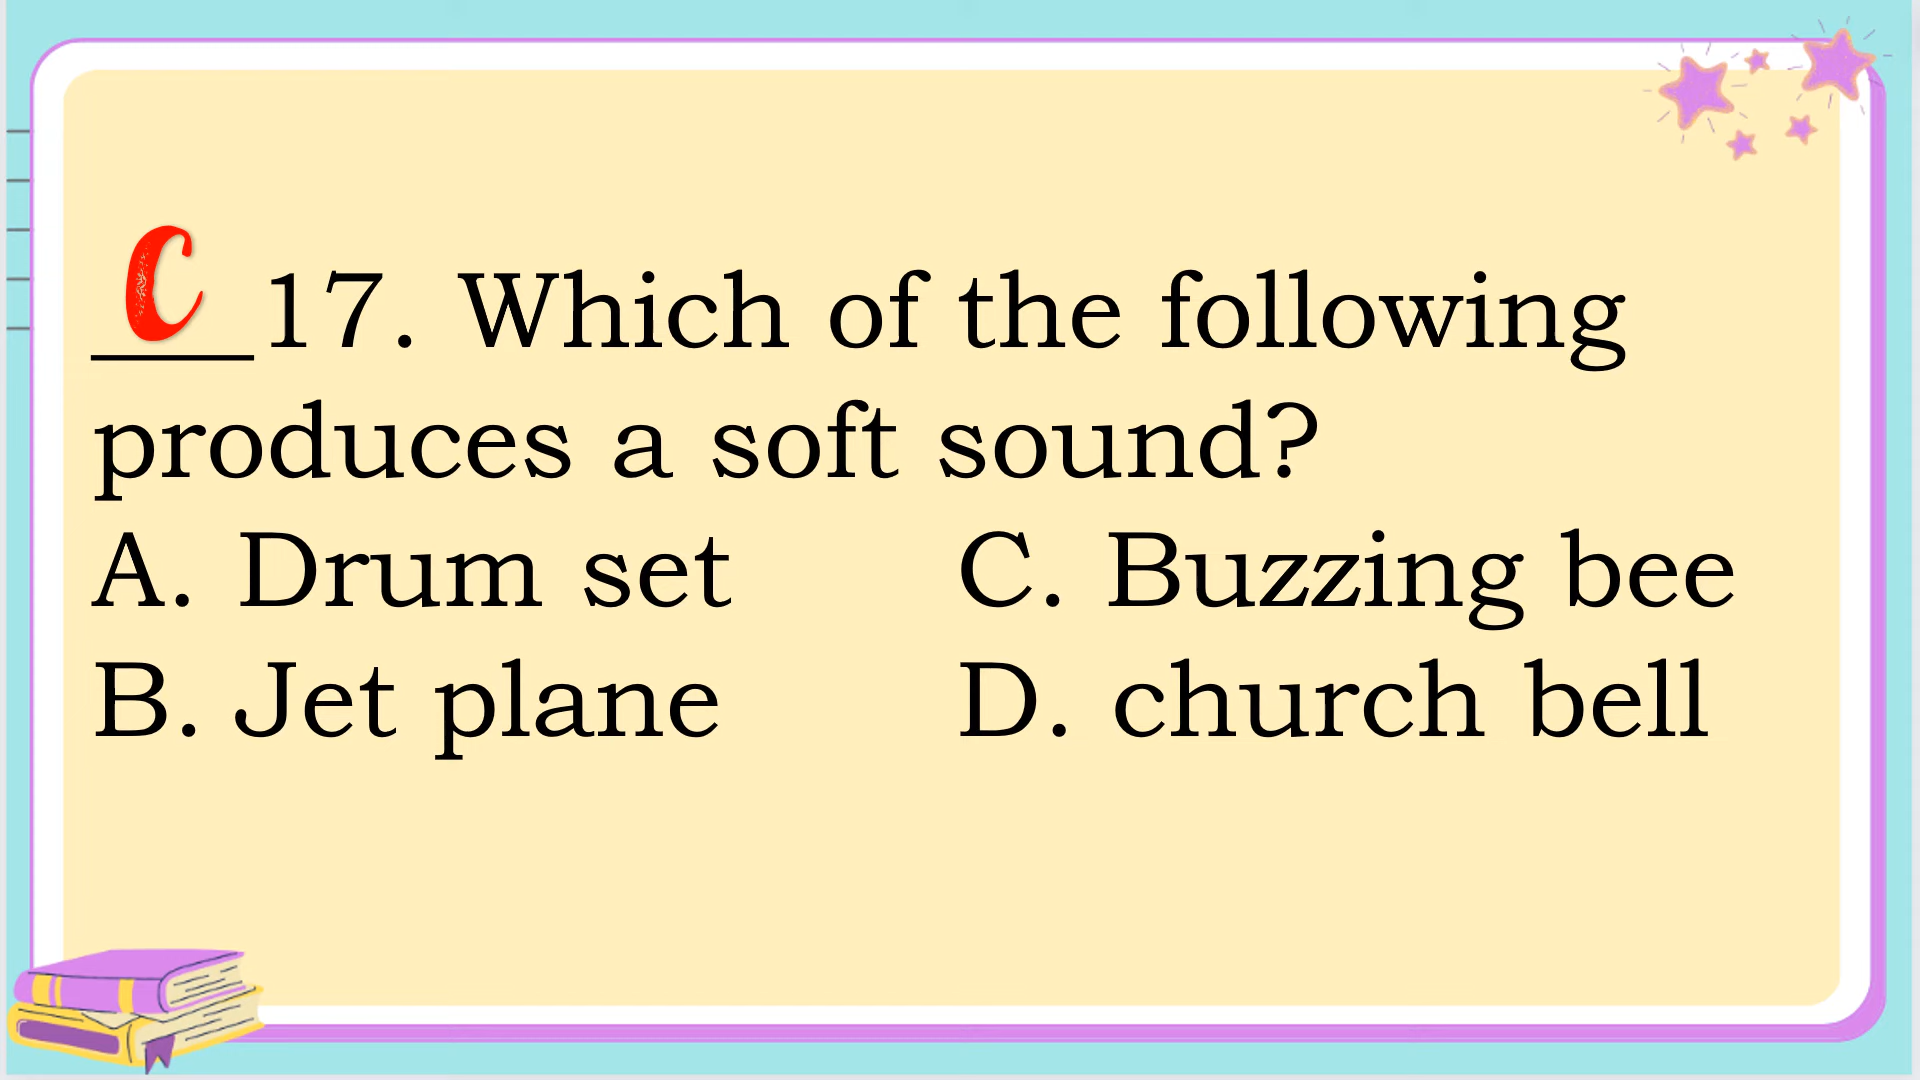 C
___17. Which of the following
produces a soft sound?
A. Drum set C. Buzzing bee
B. Jet plane D. church bell